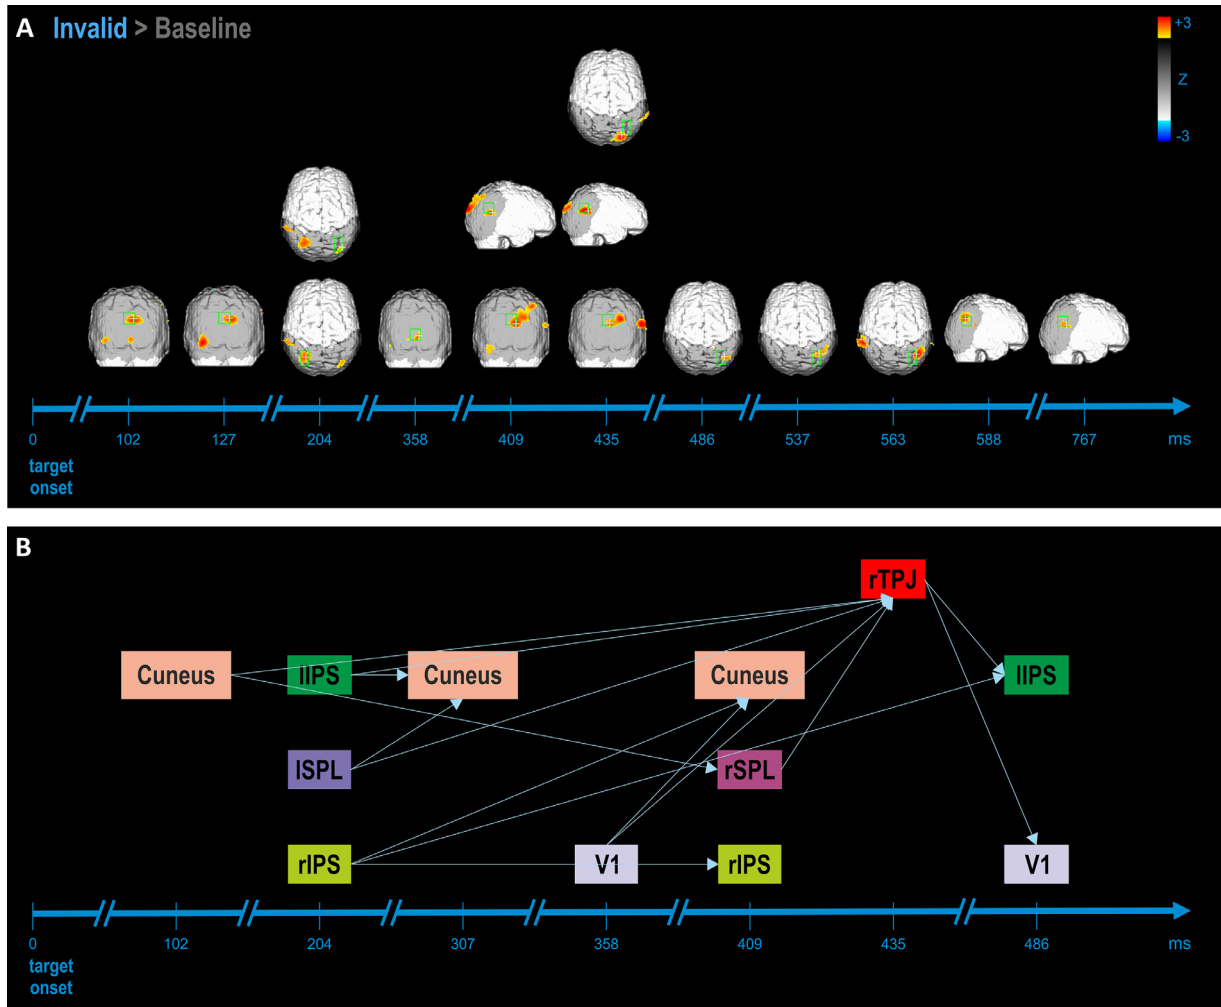 A Invalid > Baseline
+3
Z
-3
0 102 127 204 358 409 435 486 537 563 588 767 ms
target
onset
B
rTPJ
Cuneus lIPS Cuneus Cuneus lIPS
lSPL rSPL
rIPS V1 rIPS V1
0 102 204 307 358 409 435 486 ms
target
onset